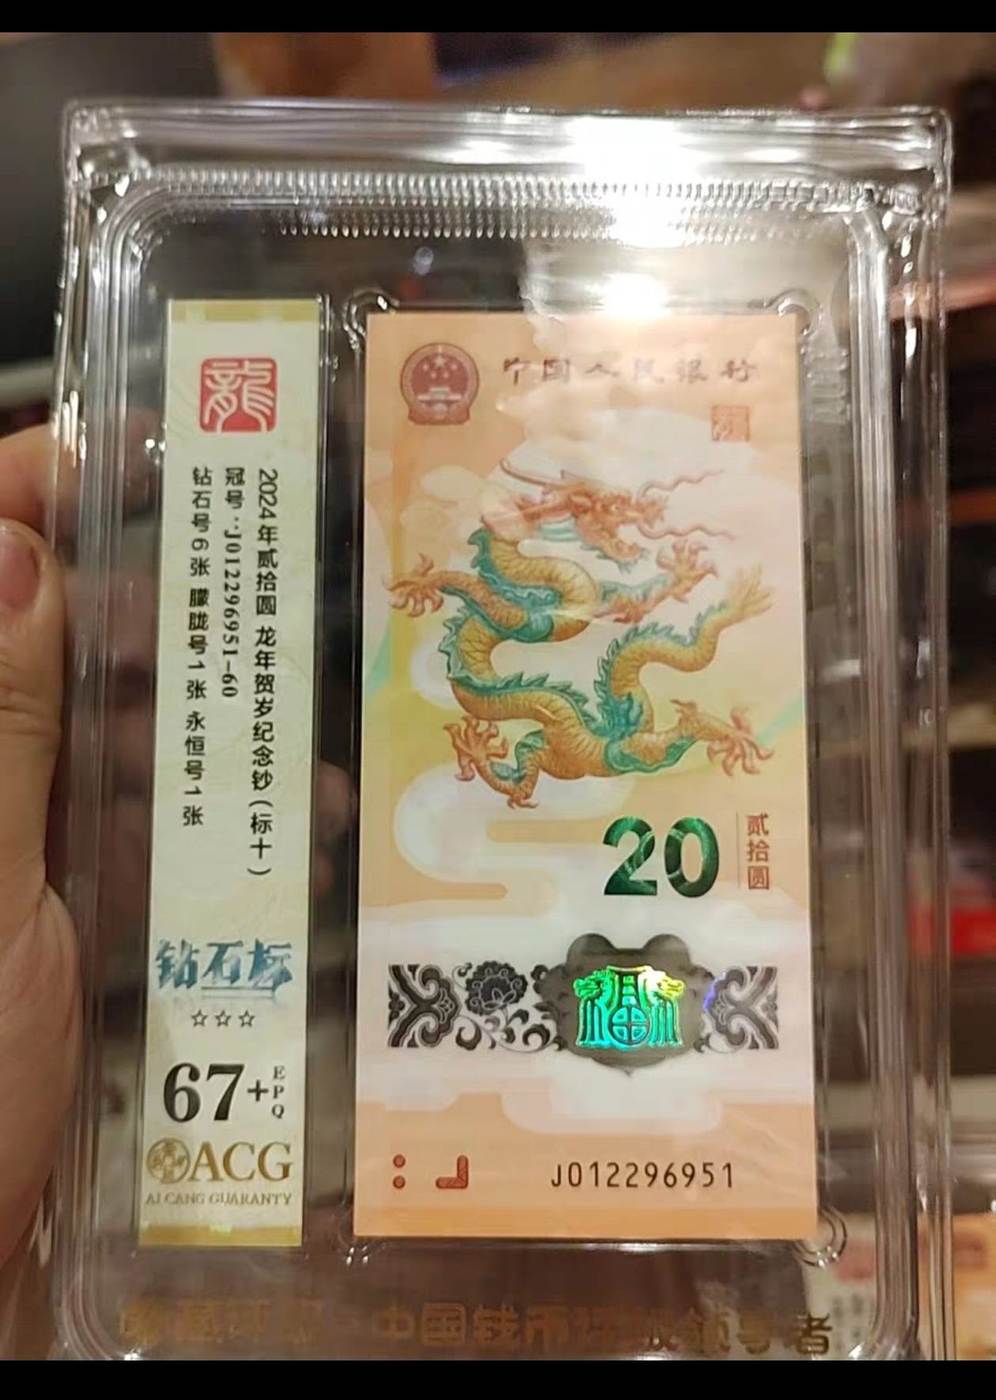 龍
2024年贰拾圆 龙年贺岁纪念钞(标十)
冠号:J012296951-60
钻石号6张 朦胧号1张 永恒号1张
钻石标
☆☆☆
67+EPQ
ACG
AI CANG GUARANTY
中国人民银行
20
贰拾圆
J012296951
中国钱币评级领导者